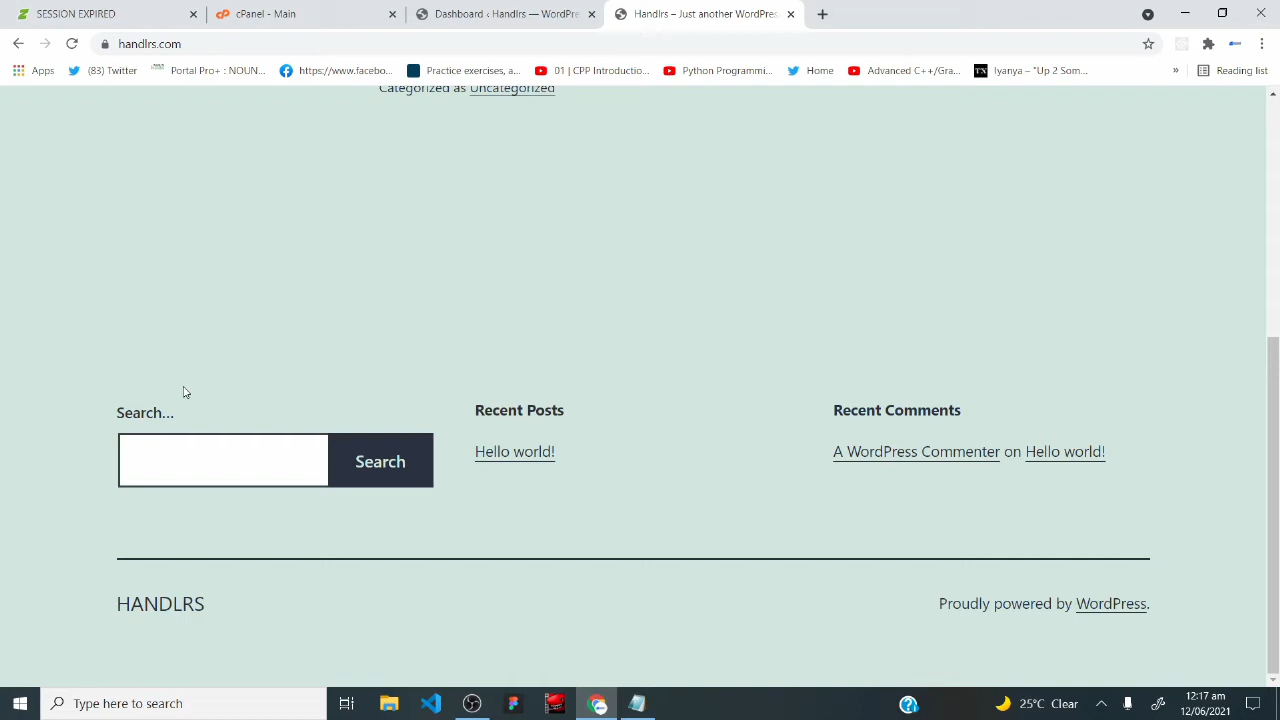 SESSION EXPIRED
cPanel - Main
Dashboard ‹ Handlrs — WordPre
Handlrs – Just another WordPres
handlrs.com
Apps
(83) Twitter
Portal Pro+ : NOUN...
https://www.facebo...
Practice exercises, a...
01 | CPP Introductio...
Python Programmi...
Home
Advanced C++/Gra...
TX
Iyanya – "Up 2 Som...
»
Reading list
Categorized as Uncategorized
Search…
Search
Recent Posts
Hello world!
Recent Comments
A WordPress Commenter on Hello world!
HANDLRS
Proudly powered by WordPress.
Type here to search
25°C Clear
12:17 am
12/06/2021